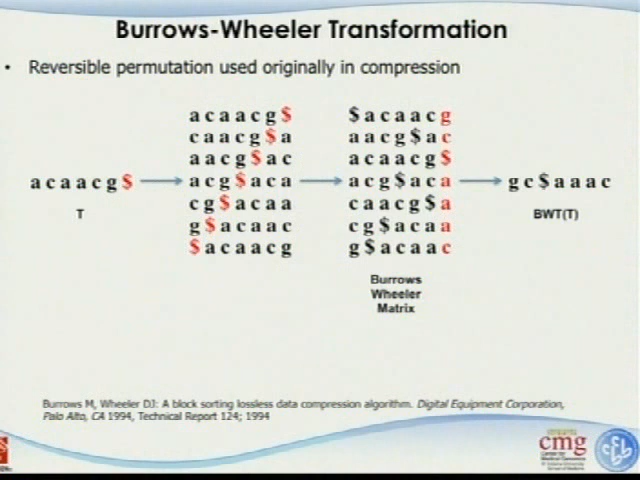 Burrows-Wheeler Transformation
• Reversible permutation used originally in compression
a c a a c g $
T
a c a a c g $
c a a c g $ a
a a c g $ a c
a c g $ a c a
c g $ a c a a
g $ a c a a c
$ a c a a c g
$ a c a a c g
a a c g $ a c
a c a a c g $
a c g $ a c a
c a a c g $ a
c g $ a c a a
g $ a c a a c
Burrows
Wheeler
Matrix
g c $ a a a c
BWT(T)
Burrows M, Wheeler DJ: A block sorting lossless data compression algorithm. Digital Equipment Corporation,
Palo Alto, CA 1994, Technical Report 124; 1994
cmg